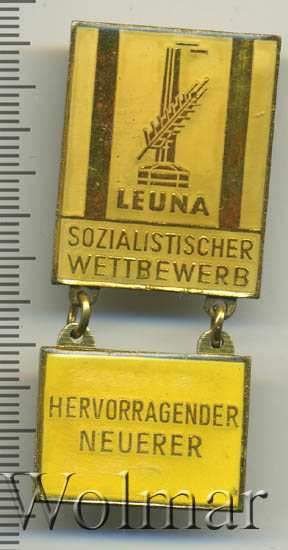 LEUNA
SOZIALISTISCHER
WETTBEWERB
HERVORRAGENDER
NEUERER
Wolmar